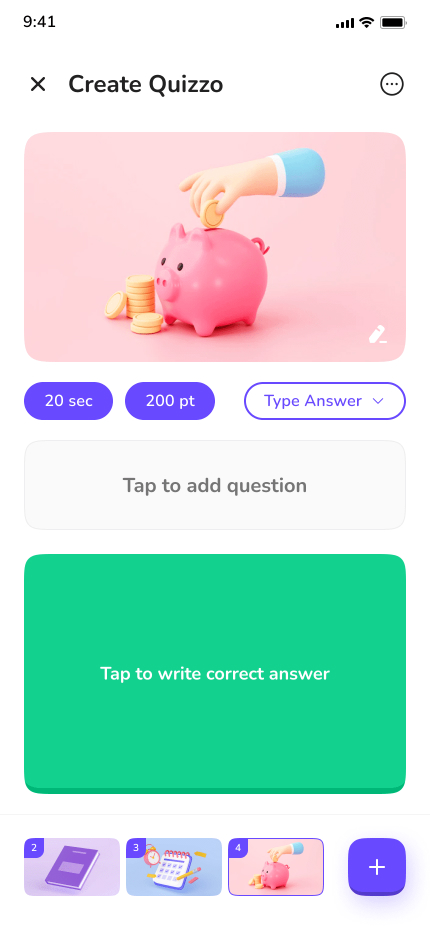 9:41
Create Quizzo
20 sec
200 pt
Type Answer
Tap to add question
Tap to write correct answer
2
3
4